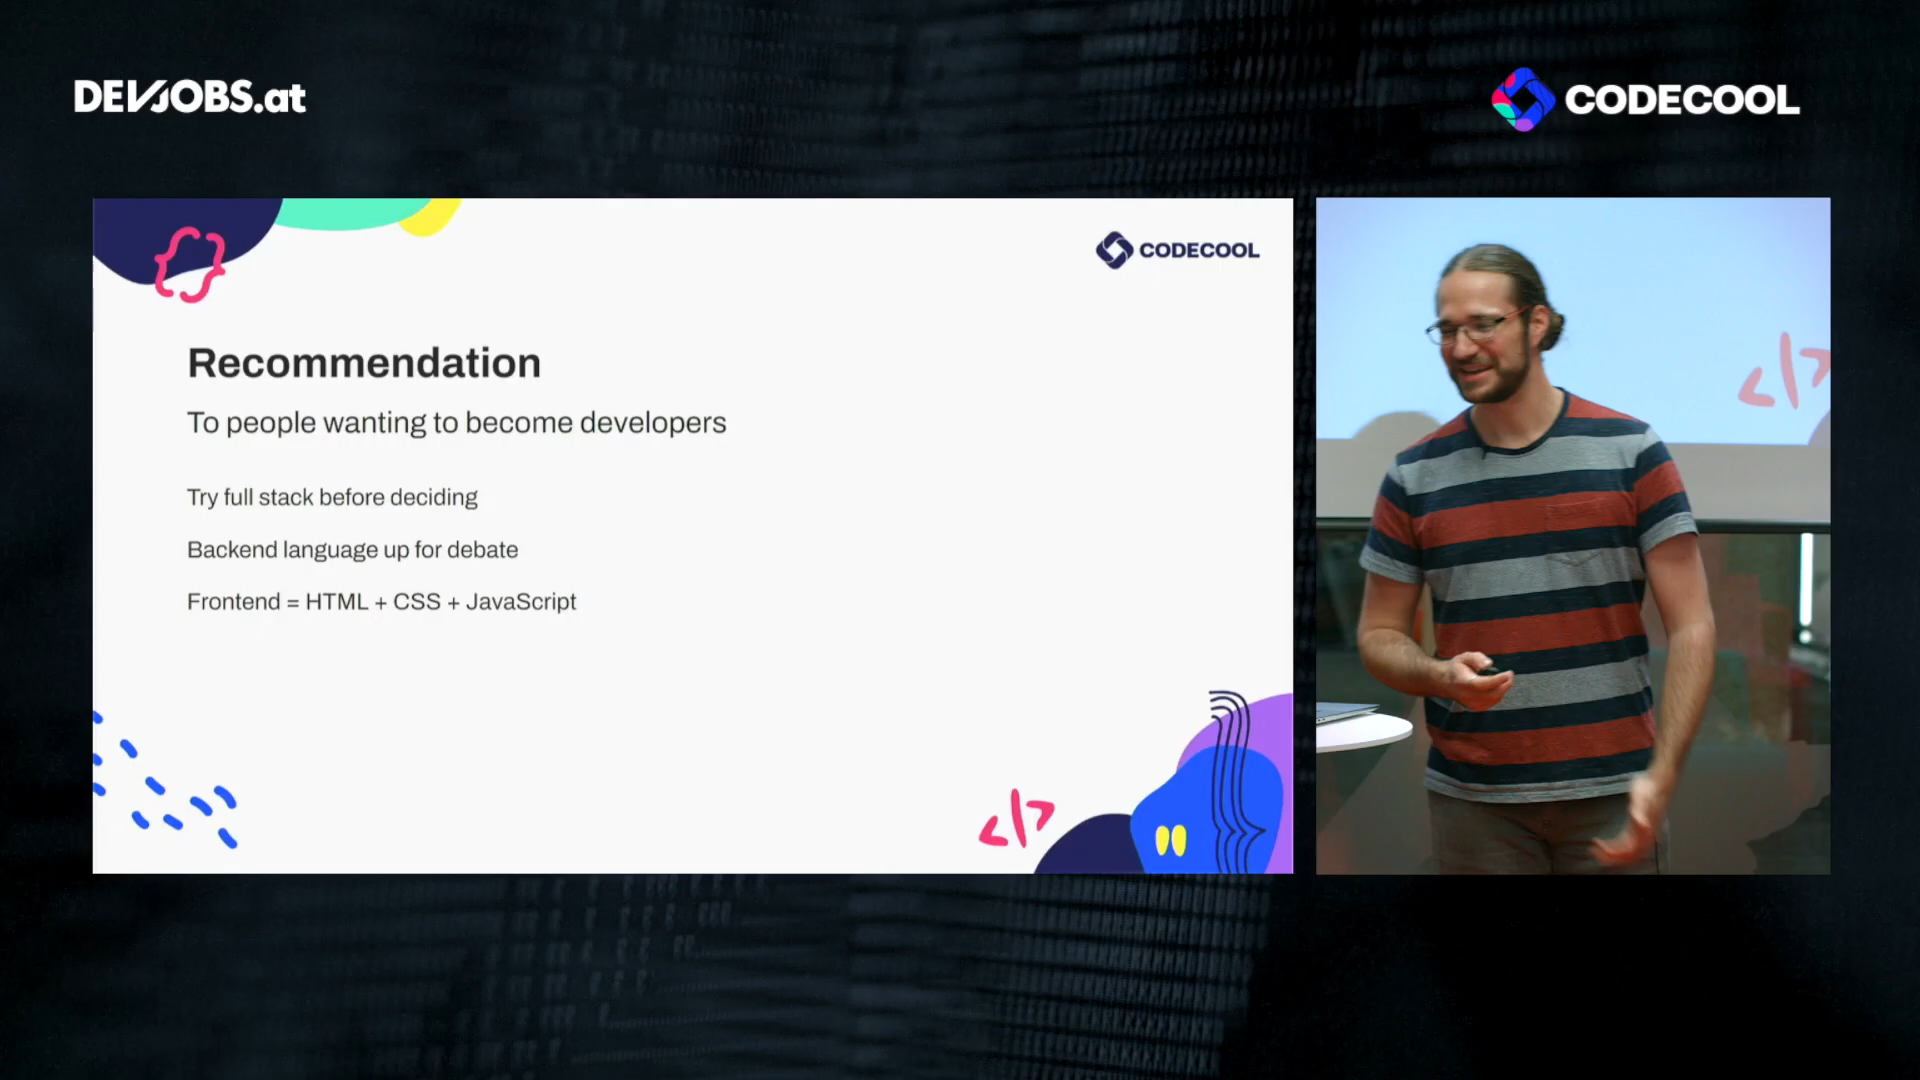 DEVJOBS.at
CODECOOL
CODECOOL
Recommendation
To people wanting to become developers
Try full stack before deciding
Backend language up for debate
Frontend = HTML + CSS + JavaScript
</>
</>